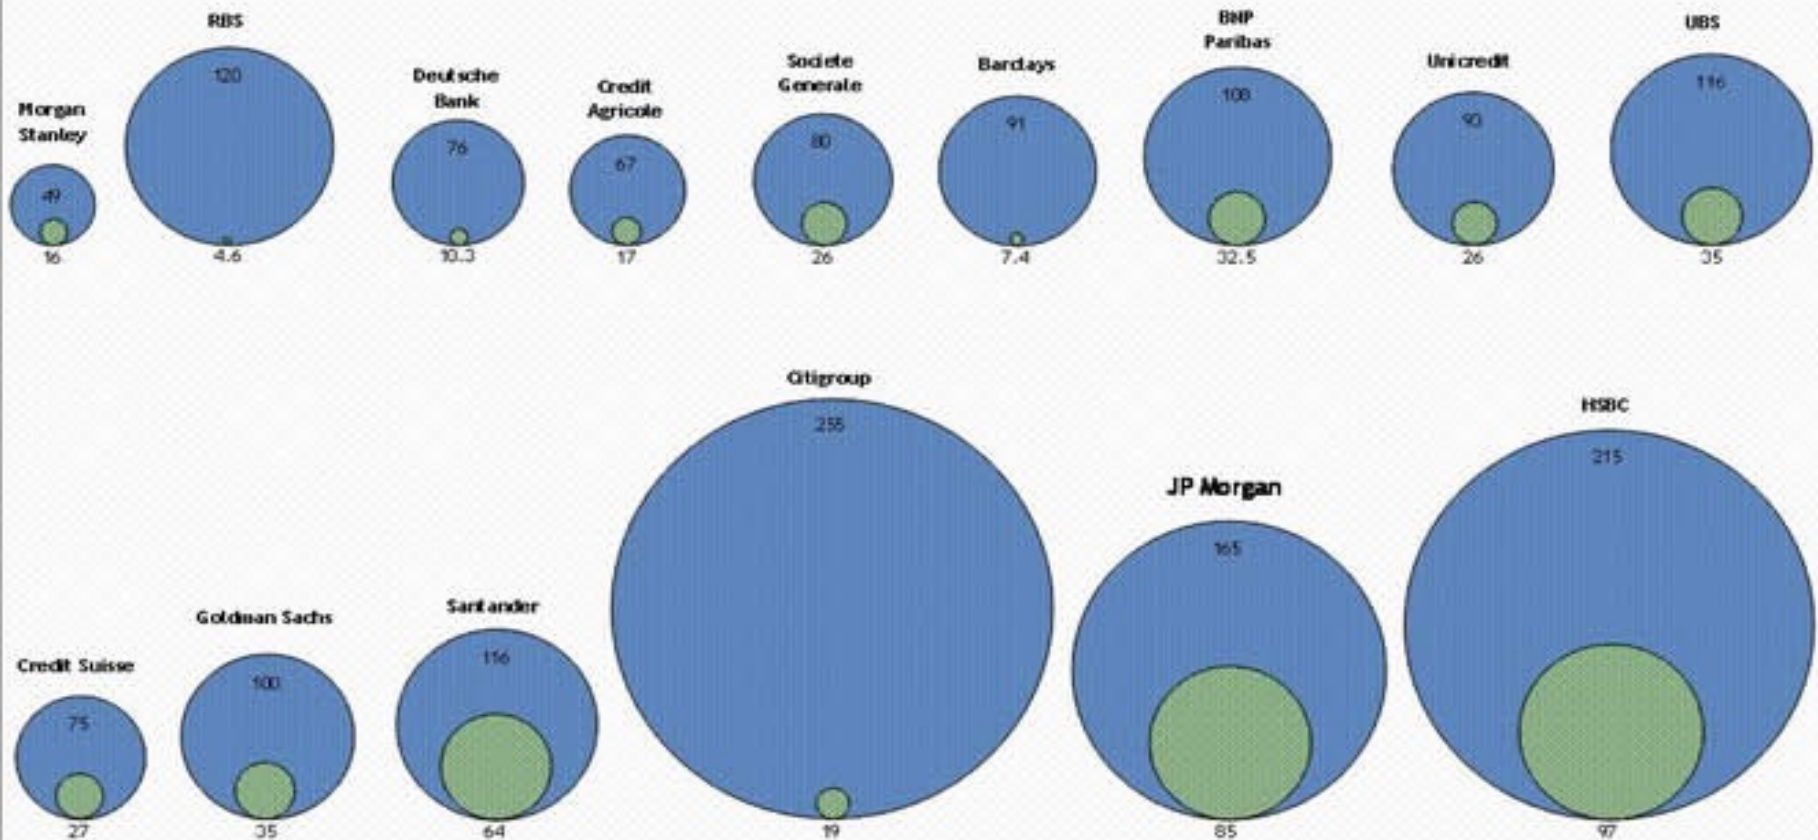 RBS
120
4.6
Morgan
Stanley
49
16
Deutsche
Bank
76
10.3
Credit
Agricole
67
17
Societe
Generale
80
26
Barclays
91
7.4
BNP
Paribas
108
32.5
Unicredit
93
26
UBS
116
35
Credit Suisse
75
27
Goldman Sachs
100
35
Santander
116
64
Citigroup
255
19
JP Morgan
165
85
HSBC
215
97